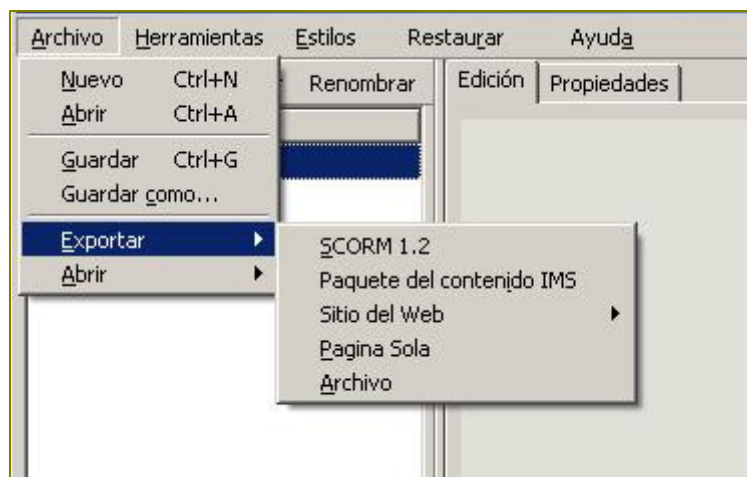 Archivo Herramientas Estilos Restaurar Ayuda
Nuevo Ctrl+N
Abrir Ctrl+A
Guardar Ctrl+G
Guardar como...
Exportar
Abrir
Renombrar
Edición Propiedades
SCORM 1.2
Paquete del contenido IMS
Sitio del Web
Pagina Sola
Archivo